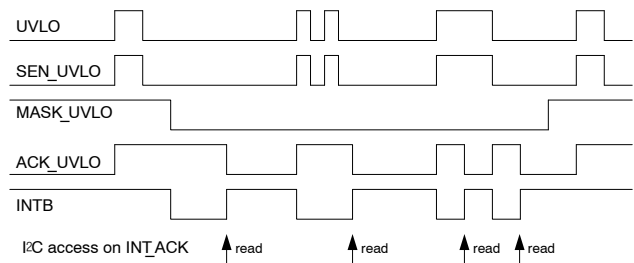 UVLO
SEN_UVLO
MASK_UVLO
ACK_UVLO
INTB
I2C access on INT_ACK read read read read